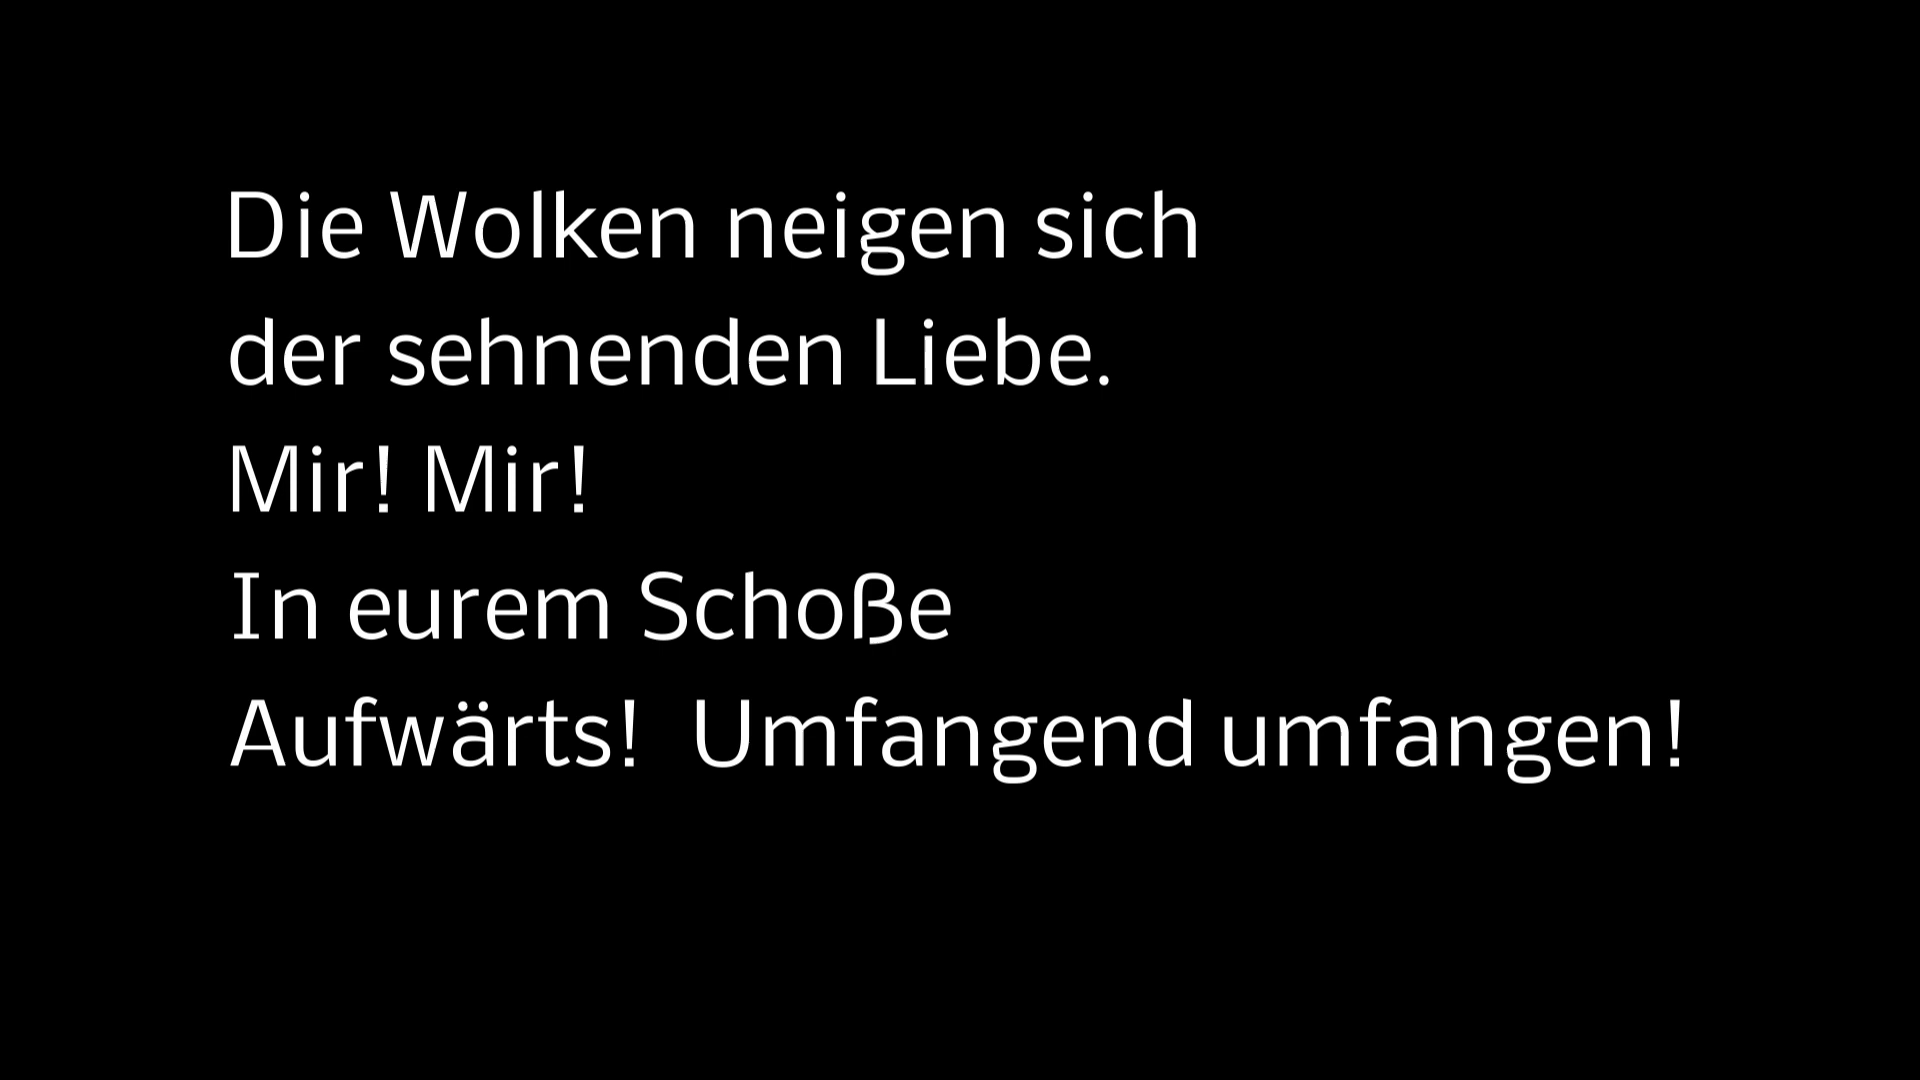 Die Wolken neigen sich
der sehnenden Liebe.
Mir! Mir!
In eurem Schoße
Aufwärts!  Umfangend umfangen!